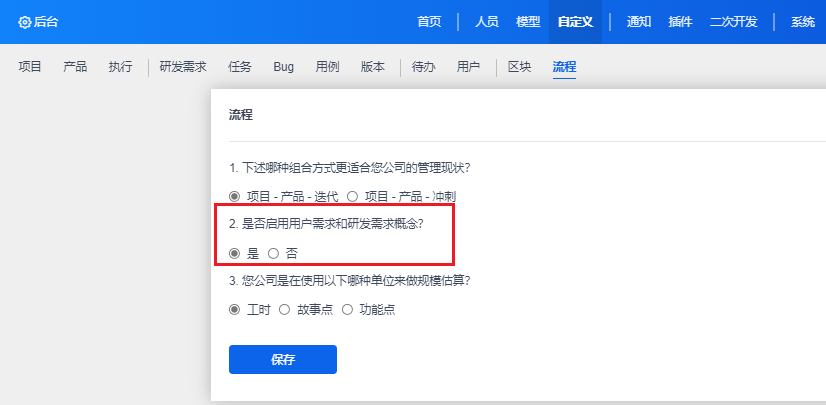 后台 首页 人员 模型 自定义 通知 插件 二次开发 系统
项目 产品 执行 研发需求 任务 Bug 用例 版本 待办 用户 区块 流程
流程
1. 下述哪种组合方式更适合您公司的管理现状?
项目 - 产品 - 迭代 项目 - 产品 - 冲刺
2. 是否启用用户需求和研发需求概念?
是 否
3. 您公司是在使用以下哪种单位来做规模估算?
工时 故事点 功能点
保存